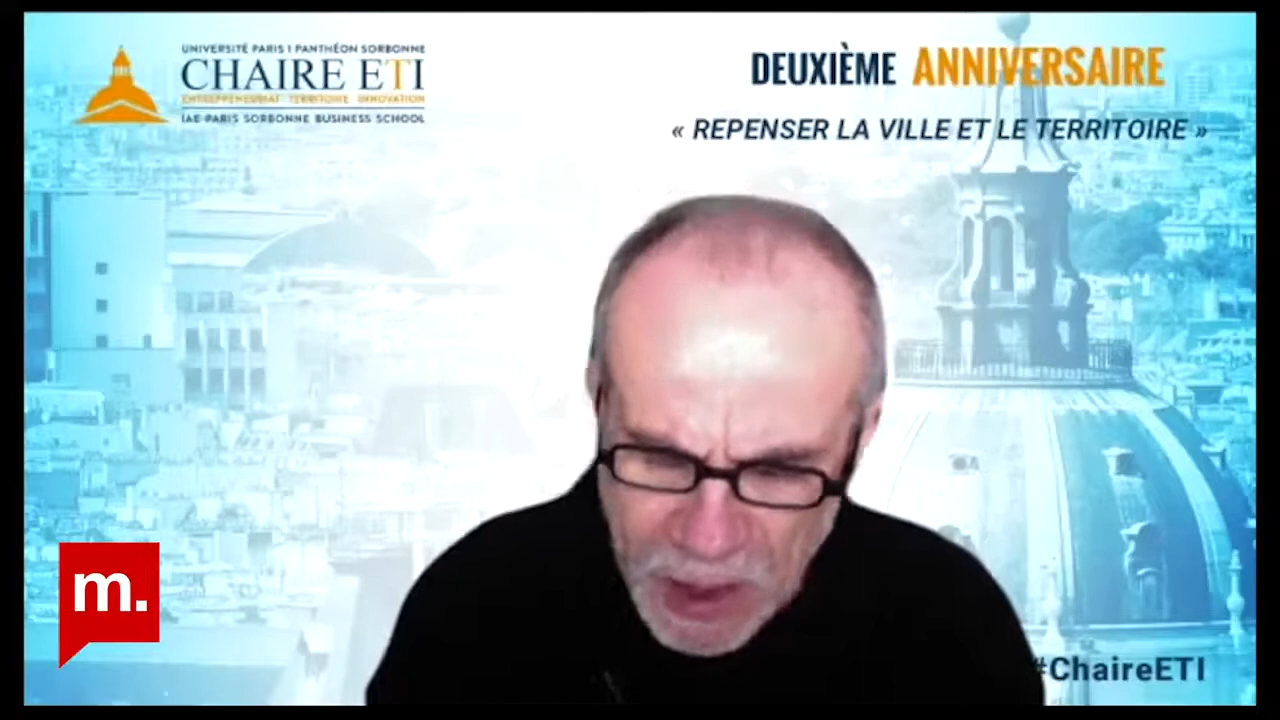 UNIVERSITÉ PARIS 1 PANTHÉON SORBONNE
CHAIRE ETI
ENTREPRENEURIAT TERRITOIRE INNOVATION
IAE PARIS SORBONNE BUSINESS SCHOOL
DEUXIÈME ANNIVERSAIRE
« REPENSER LA VILLE ET LE TERRITOIRE »
m.
#ChaireETI